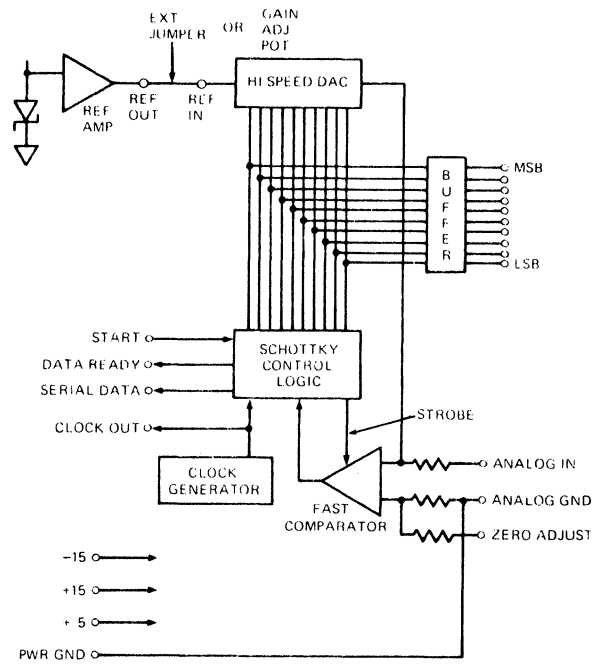 EXT
JUMPER
OR
GAIN
ADJ
POT
HI SPEED DAC
REF
AMP
REF
OUT
REF
IN
BUFFER
MSB
LSB
START
DATA READY
SERIAL DATA
CLOCK OUT
SCHOTTKY
CONTROL
LOGIC
STROBE
CLOCK
GENERATOR
FAST
COMPARATOR
ANALOG IN
ANALOG GND
ZERO ADJUST
-15
+15
+ 5
PWR GND